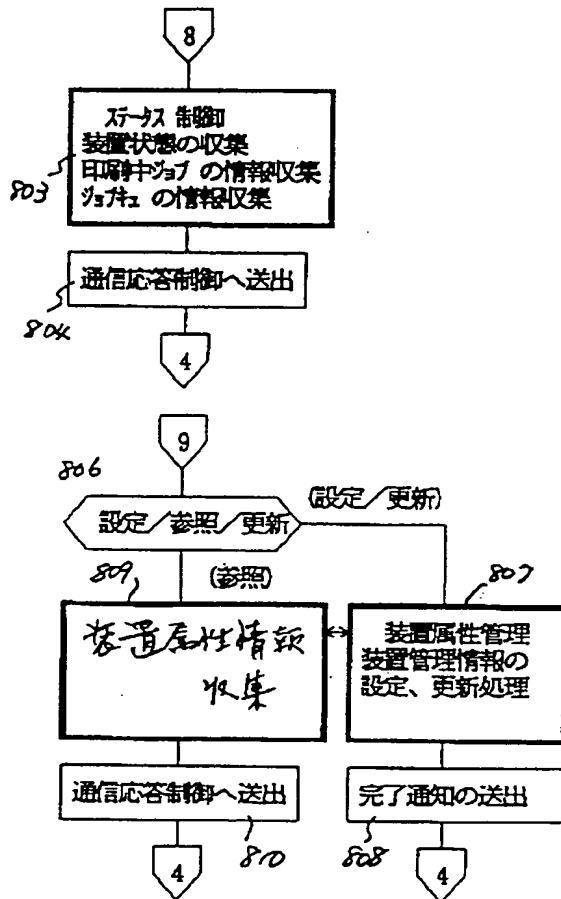 8
ステータス 制御
装置状態の収集
印刷中ジョブ の情報収集
ジョブキュ の情報収集
803
通信応答制御へ送出
804
4
9
806
設定/参照/更新
(設定/更新)
(参照)
809
807
装置属性情報
収集
装置属性管理
装置管理情報の
設定、更新処理
通信応答制御へ送出
810
完了通知の送出
808
4
4